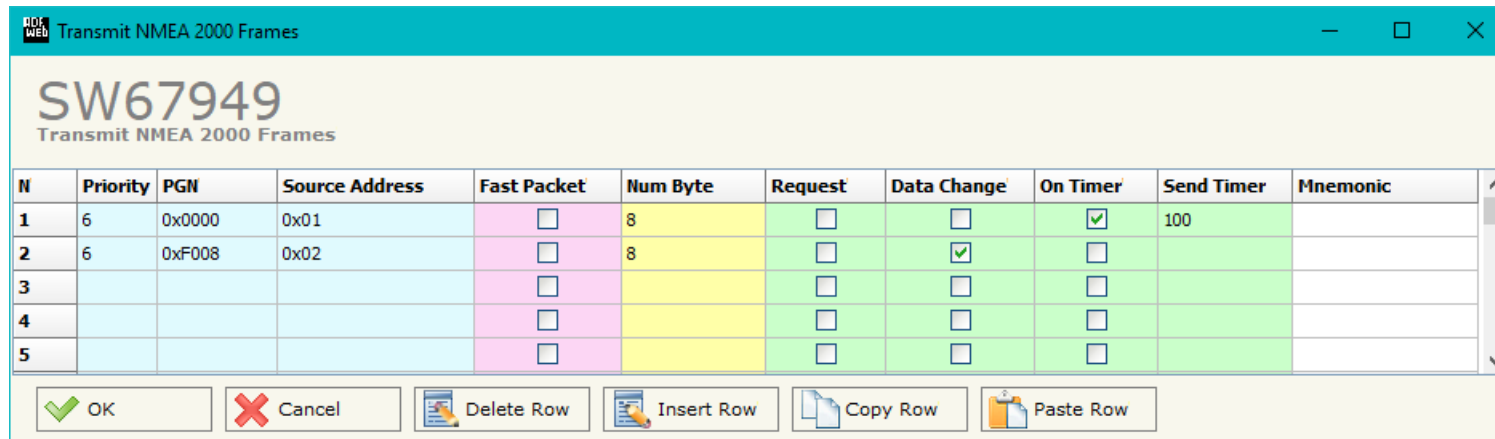 ADF WEB Transmit NMEA 2000 Frames
SW67949
Transmit NMEA 2000 Frames
N Priority PGN Source Address Fast Packet Num Byte Request Data Change On Timer Send Timer Mnemonic
1 6 0x0000 0x01 8 100
2 6 0xF008 0x02 8
3
4
5
OK Cancel Delete Row Insert Row Copy Row Paste Row